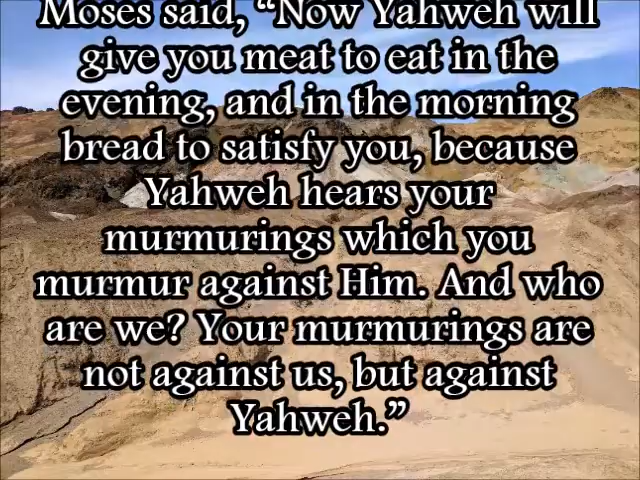 Moses said, “Now Yahweh will
give you meat to eat in the
evening, and in the morning
bread to satisfy you, because
Yahweh hears your
murmurings which you
murmur against Him. And who
are we? Your murmurings are
not against us, but against
Yahweh.”